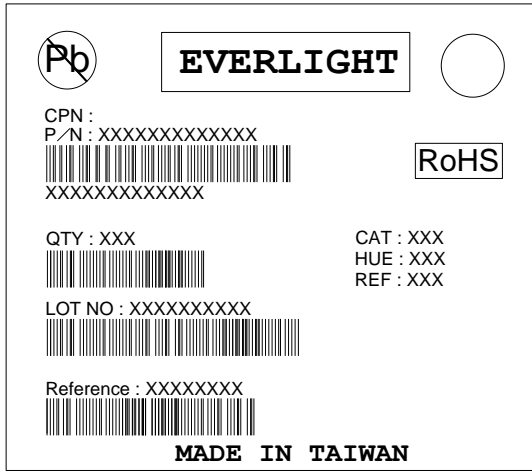 Pb
EVERLIGHT
CPN :
P/N : XXXXXXXXXXXXX
RoHS
XXXXXXXXXXXXX
QTY : XXX
CAT : XXX
HUE : XXX
REF : XXX
LOT NO : XXXXXXXXXX
Reference : XXXXXXXX
MADE IN TAIWAN